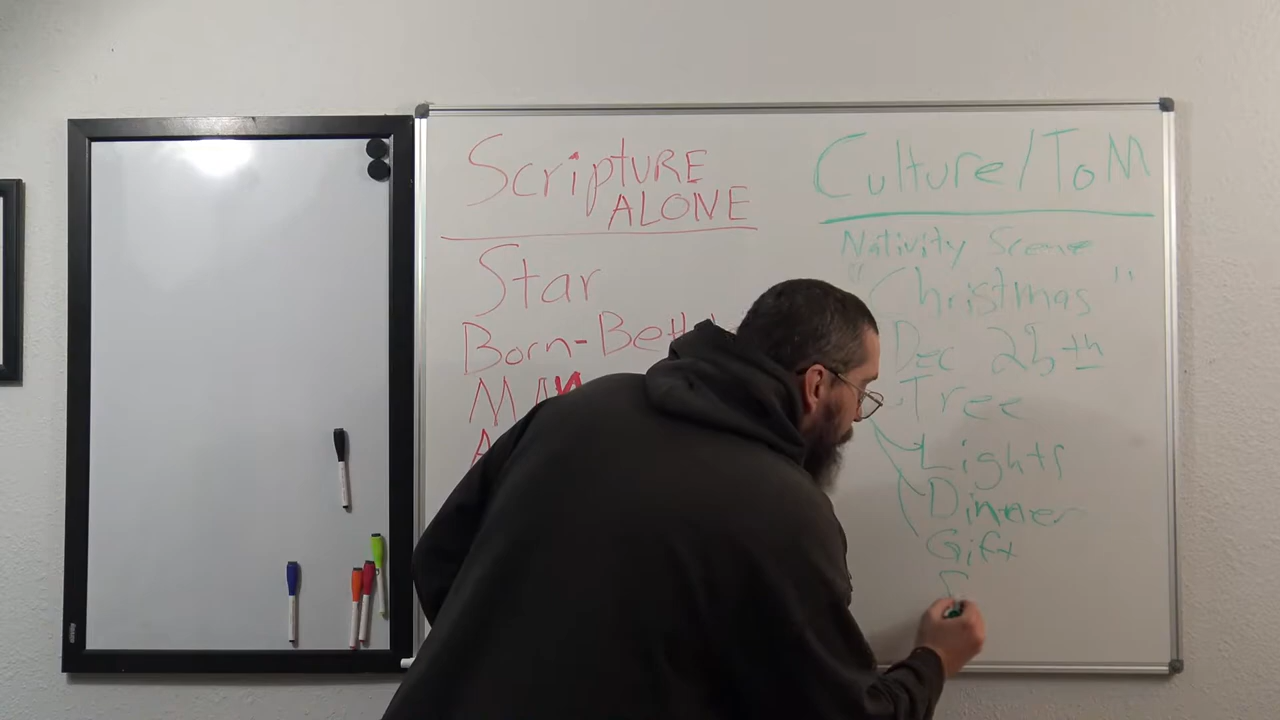 Scripture
ALONE
Star
Born-Beth
Culture/ToM
Nativity Scene
"Christmas"
Dec 25th
Tree
Lights
Dinner
Gift